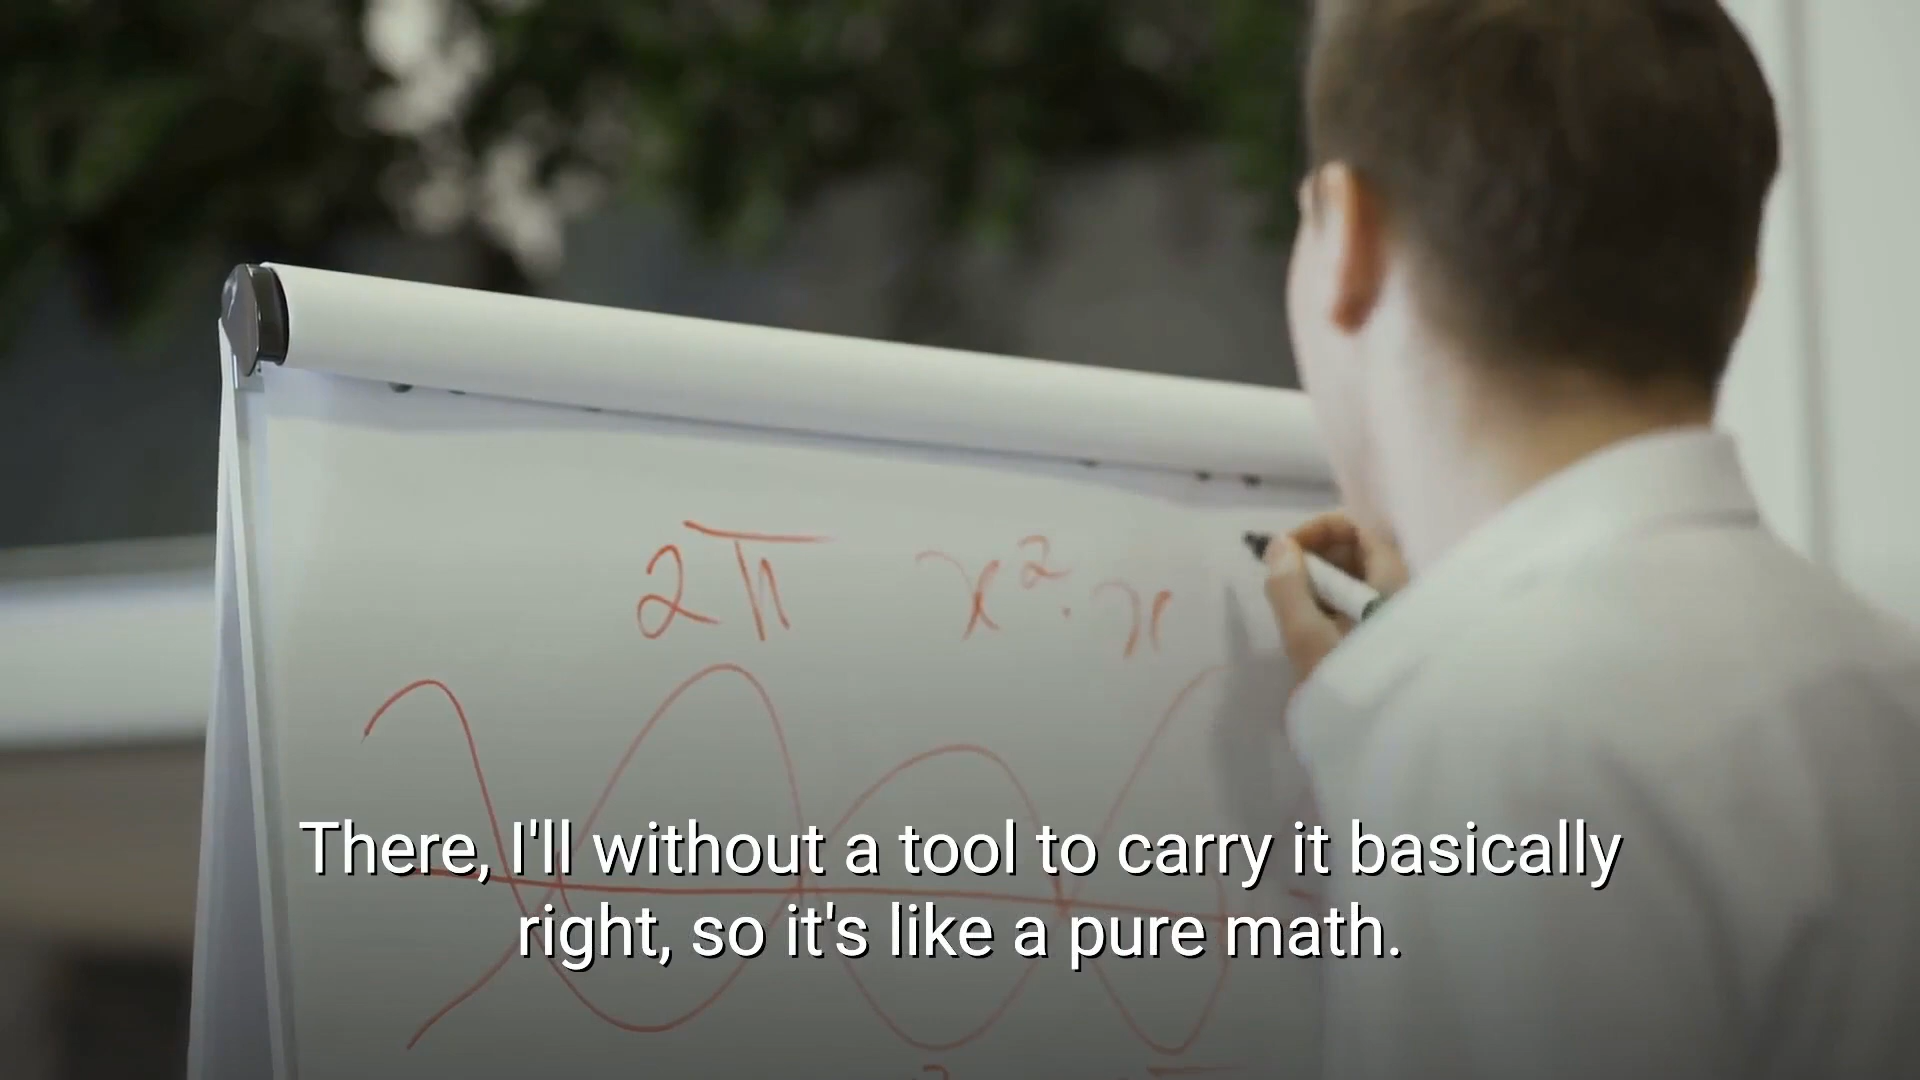 2π x²·x
There, I'll without a tool to carry it basically
right, so it's like a pure math.